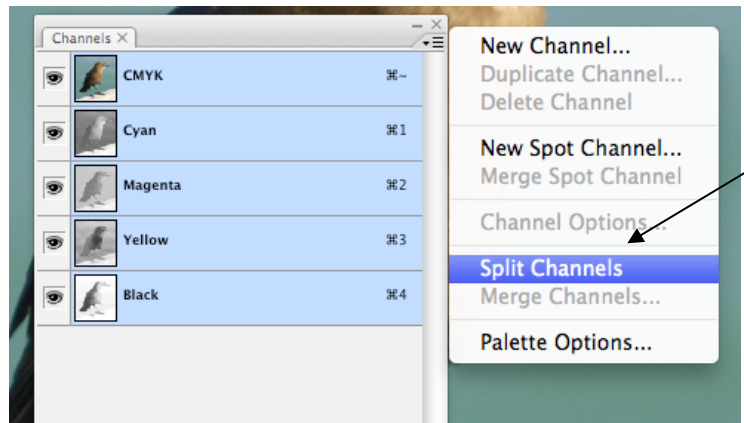 Channels
CMYK ⌘~
Cyan ⌘1
Magenta ⌘2
Yellow ⌘3
Black ⌘4
New Channel...
Duplicate Channel...
Delete Channel
New Spot Channel...
Merge Spot Channel
Channel Options...
Split Channels
Merge Channels...
Palette Options...